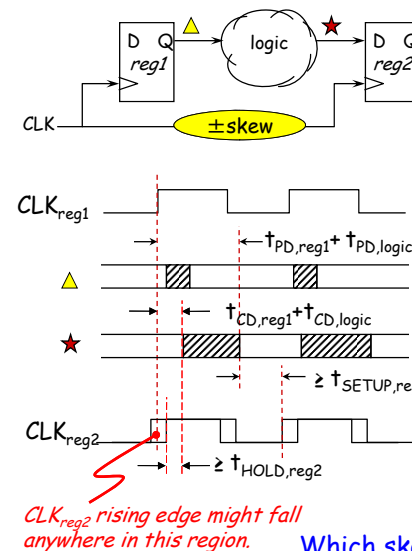 D Q
reg1
logic
D Q
reg2
CLK
±skew
CLKreg1
tPD,reg1+ tPD,logic
tCD,reg1+tCD,logic
≥ tSETUP,re
CLKreg2
≥ tHOLD,reg2
CLKreg2 rising edge might fall
anywhere in this region.
Which ske